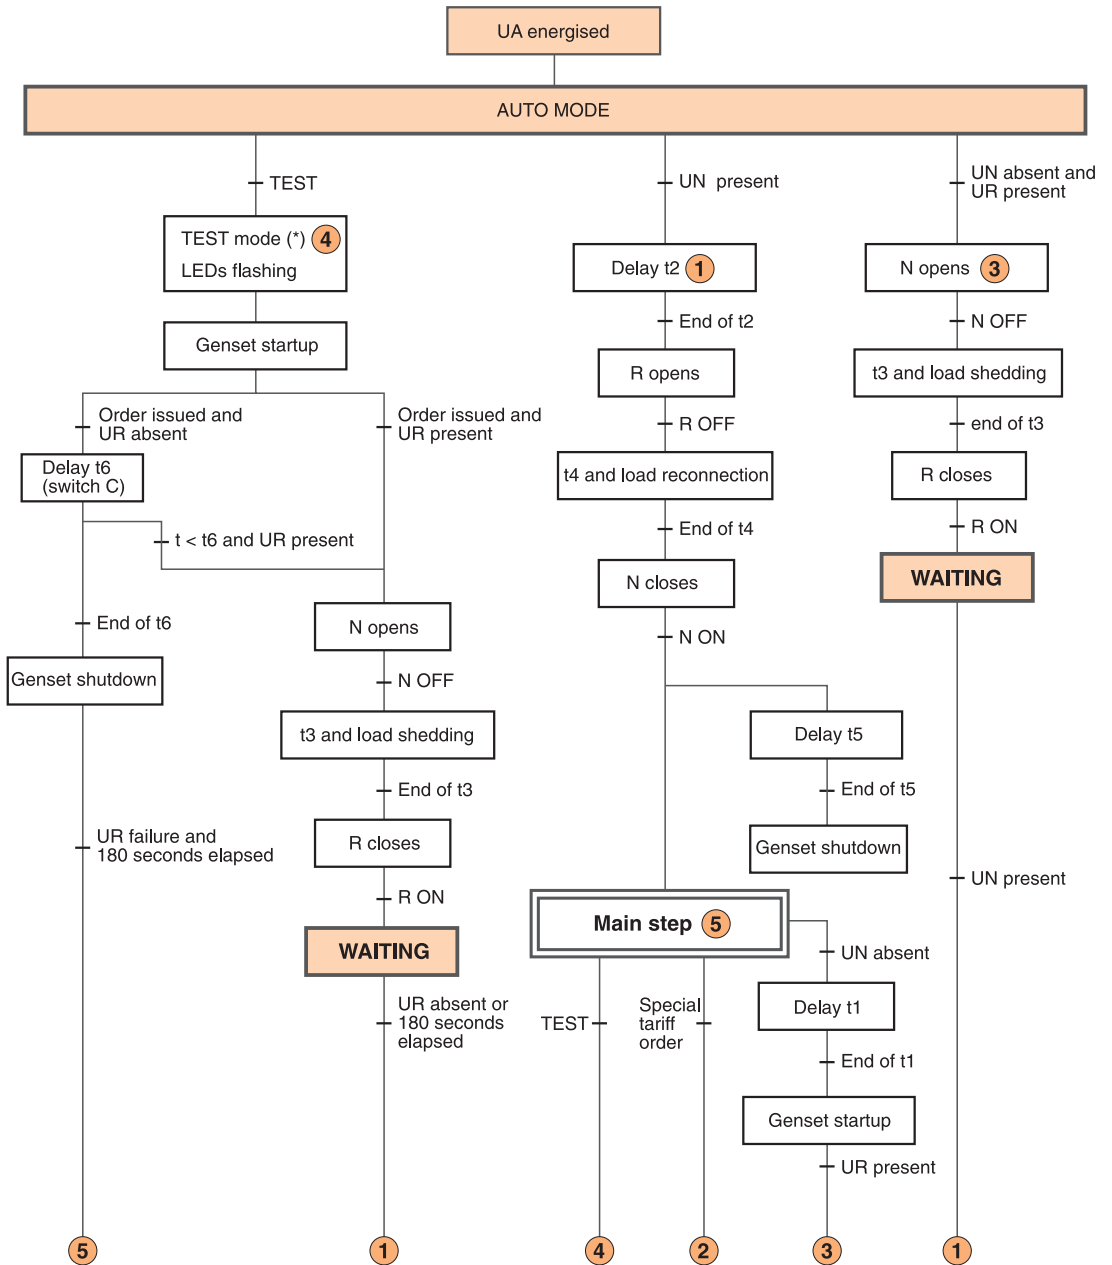 UA energised
AUTO MODE
TEST
TEST mode (*) 4
LEDs flashing
Genset startup
Order issued and
UR absent
Order issued and
UR present
Delay t6
(switch C)
t < t6 and UR present
End of t6
Genset shutdown
UR failure and
180 seconds elapsed
5
N opens
N OFF
t3 and load shedding
End of t3
R closes
R ON
WAITING
UR absent or
180 seconds
elapsed
1
UN present
Delay t2 1
End of t2
R opens
R OFF
t4 and load reconnection
End of t4
N closes
N ON
Delay t5
End of t5
Genset shutdown
Main step 5
TEST
4
Special
tariff
order
2
UN absent
Delay t1
End of t1
Genset startup
UR present
3
UN absent and
UR present
N opens 3
N OFF
t3 and load shedding
end of t3
R closes
R ON
WAITING
UN present
1